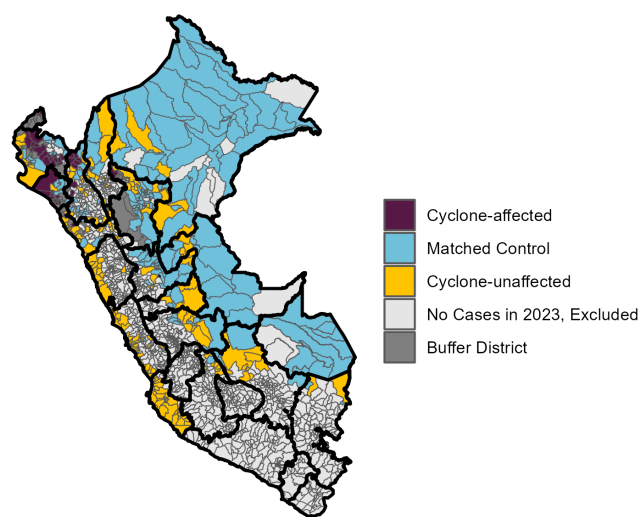 Cyclone-affected
Matched Control
Cyclone-unaffected
No Cases in 2023, Excluded
Buffer District